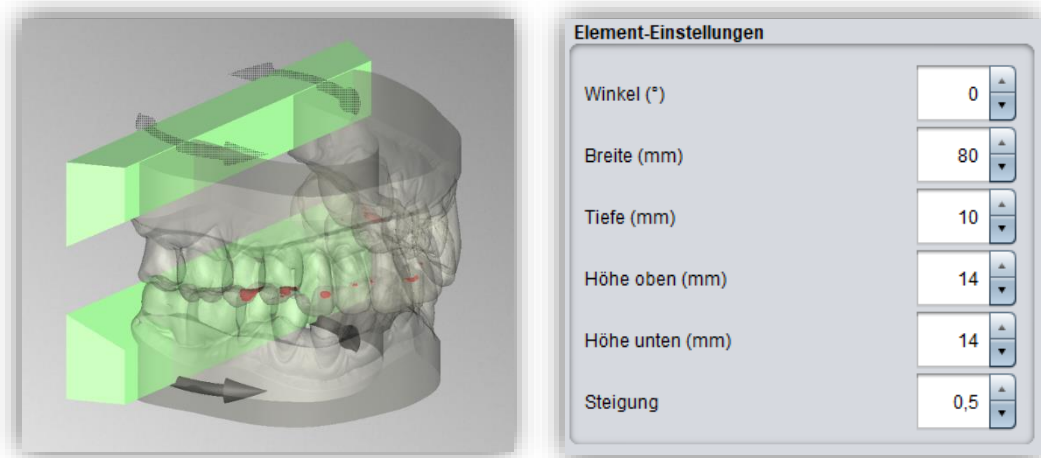 Element-Einstellungen
Winkel (°) 0
Breite (mm) 80
Tiefe (mm) 10
Höhe oben (mm) 14
Höhe unten (mm) 14
Steigung 0,5